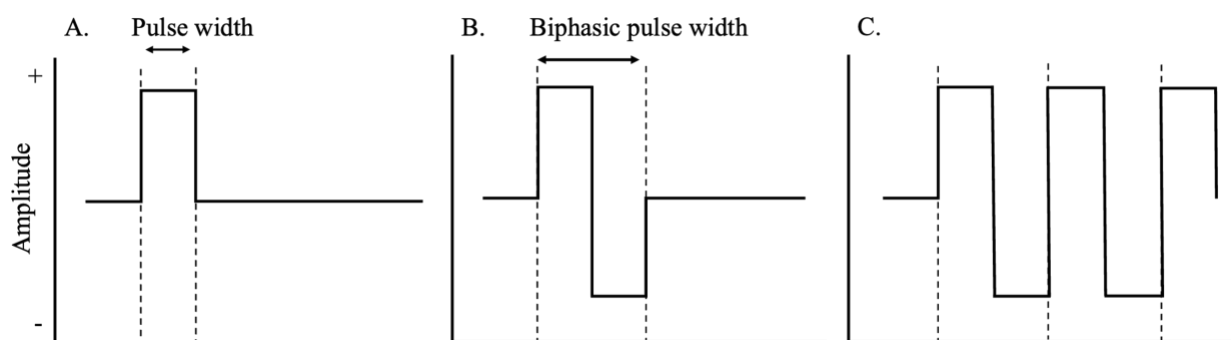 A. Pulse width
B. Biphasic pulse width
C.
+
Amplitude
-